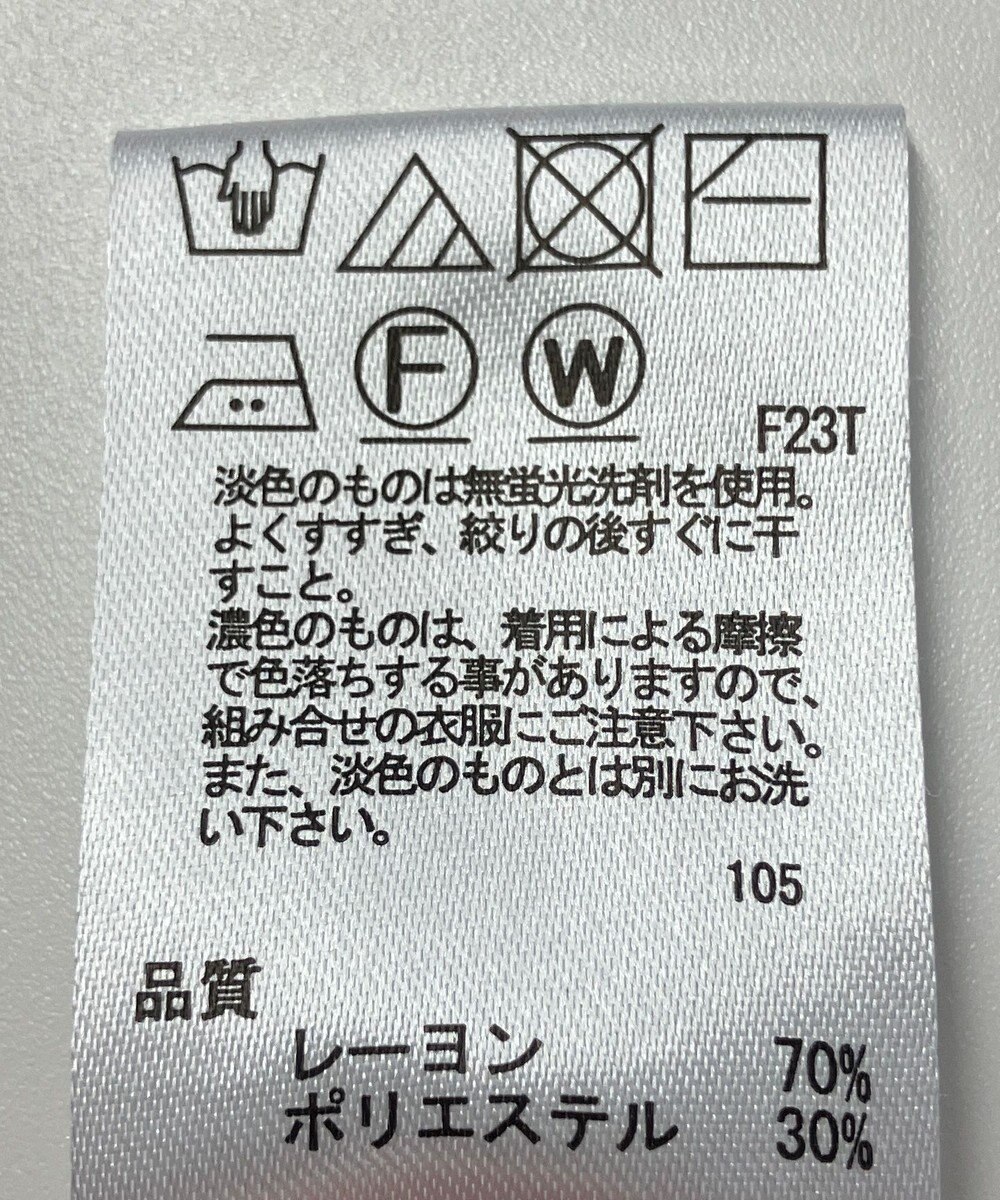 F
W
F23T
淡色のものは無蛍光洗剤を使用。
よくすすぎ、絞りの後すぐに干
すこと。
濃色のものは、着用による摩擦
で色落ちする事がありますので、
組み合せの衣服にご注意下さい。
また、淡色のものとは別にお洗
い下さい。
105
品質
レーヨン 70%
ポリエステル 30%